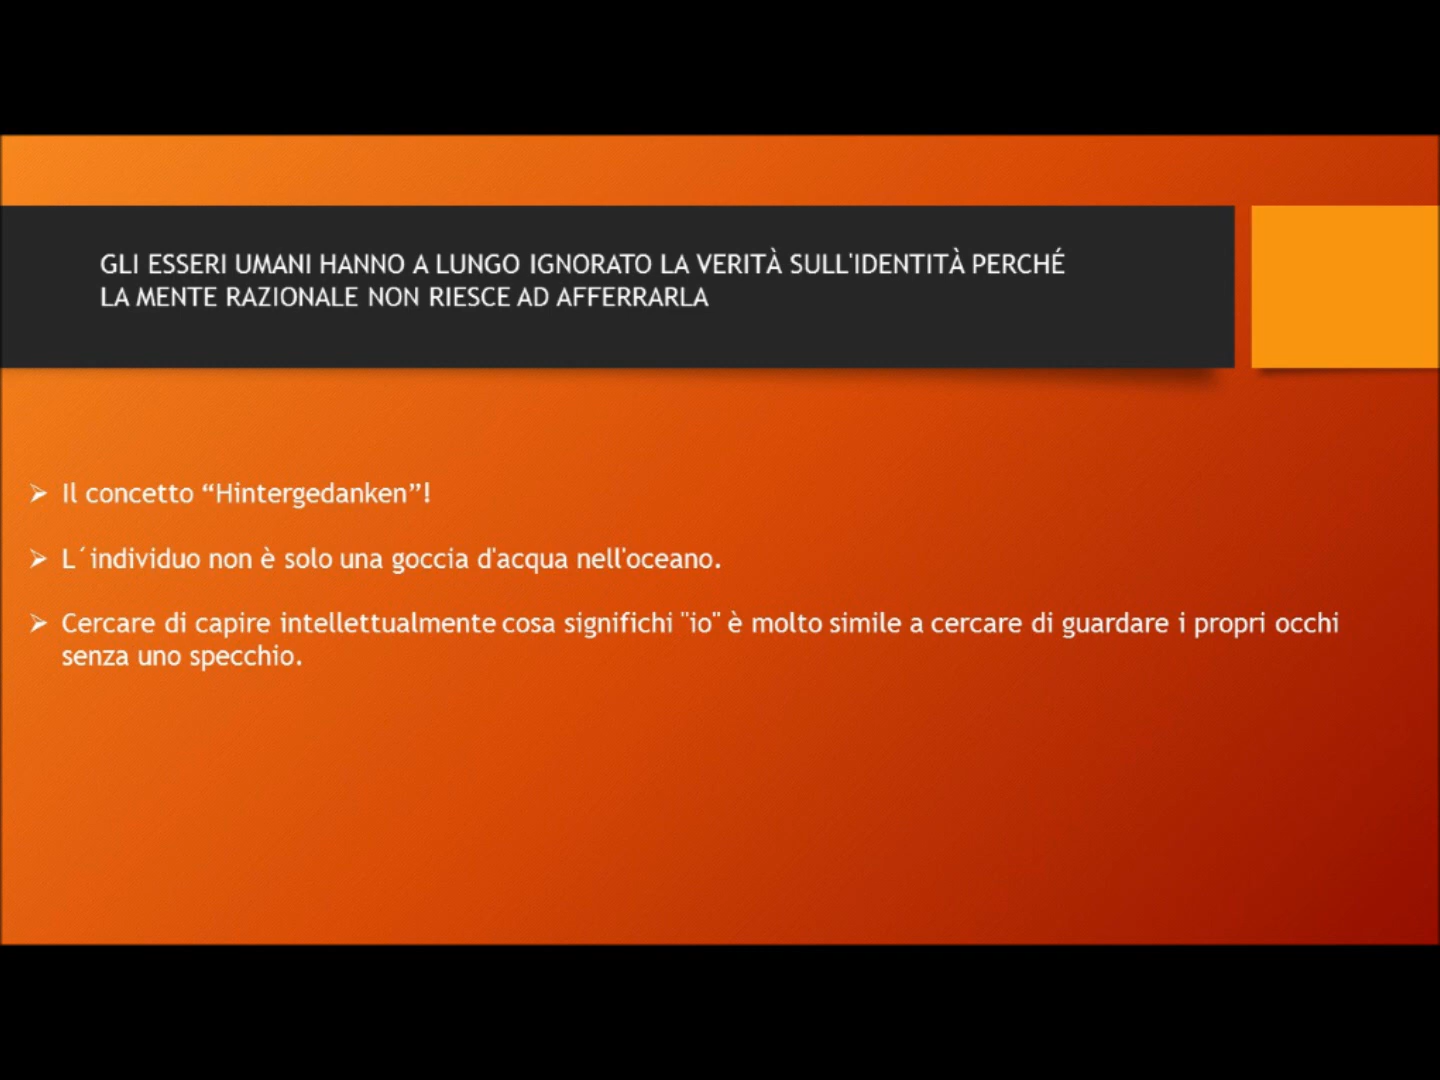 GLI ESSERI UMANI HANNO A LUNGO IGNORATO LA VERITÀ SULL'IDENTITÀ PERCHÉ
LA MENTE RAZIONALE NON RIESCE AD AFFERRARLA
➢ Il concetto “Hintergedanken”!
➢ L´individuo non è solo una goccia d'acqua nell'oceano.
➢ Cercare di capire intellettualmente cosa significhi "io" è molto simile a cercare di guardare i propri occhi
senza uno specchio.